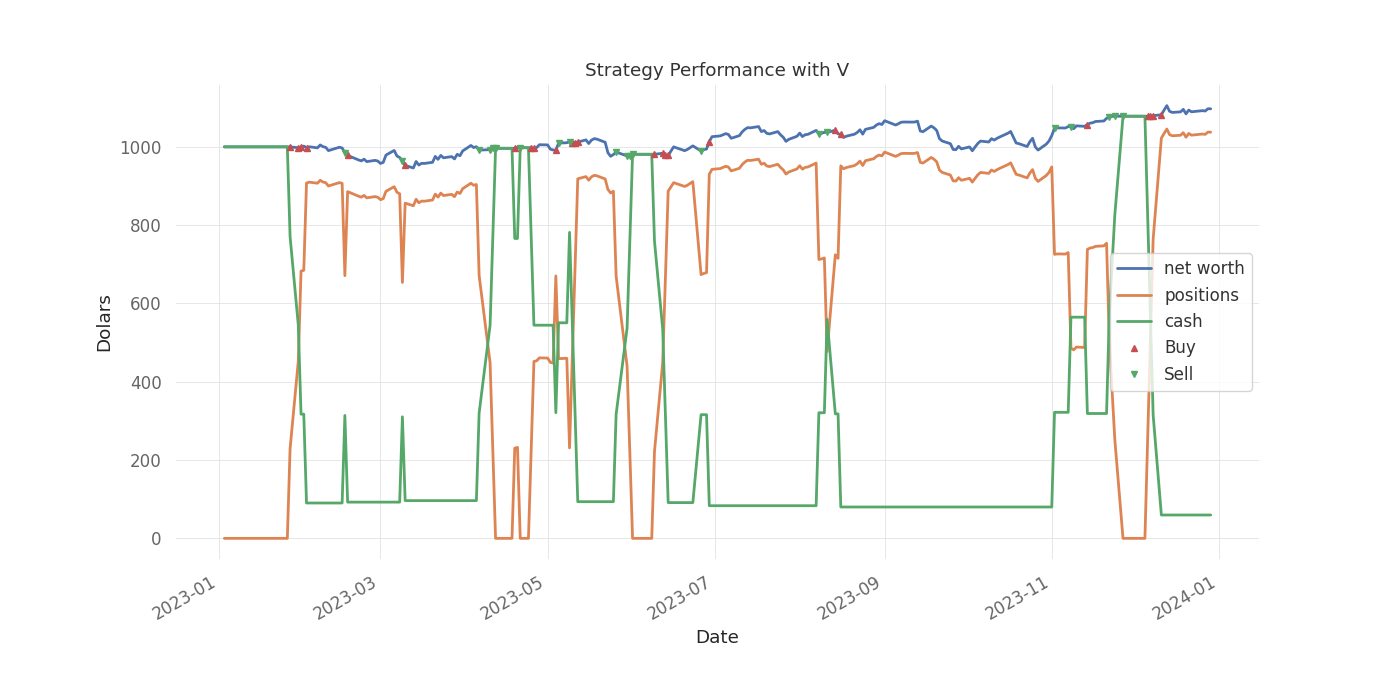 Strategy Performance with V
Dolars
1000
800
600
400
200
0
net worth
positions
cash
Buy
Sell
2023-01
2023-03
2023-05
2023-07
2023-09
2023-11
2024-01
Date